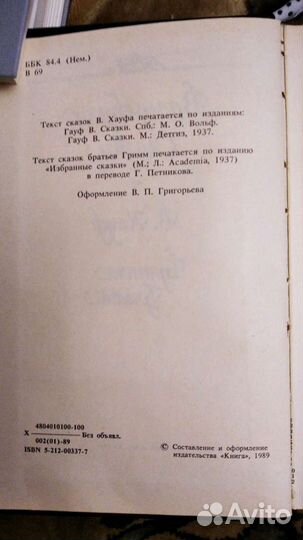 ББК 84.4 (Нем.)
В 69
Текст сказок В. Хауфа печатается по изданиям:
Гауф В. Сказки. Спб.: М. О. Вольф.
Гауф В. Сказки. М.: Детгиз, 1937.
Текст сказок братьев Гримм печатается по изданию
«Избранные сказки» (М.; Л.: Academia, 1937)
в переводе Г. Петникова.
Оформление В. П. Григорьева
4804010100-100
X ——— Без объявл.
002(01)-89
ISBN 5-212-00337-7
© Составление и оформление
издательства «Книга», 1989
Avito